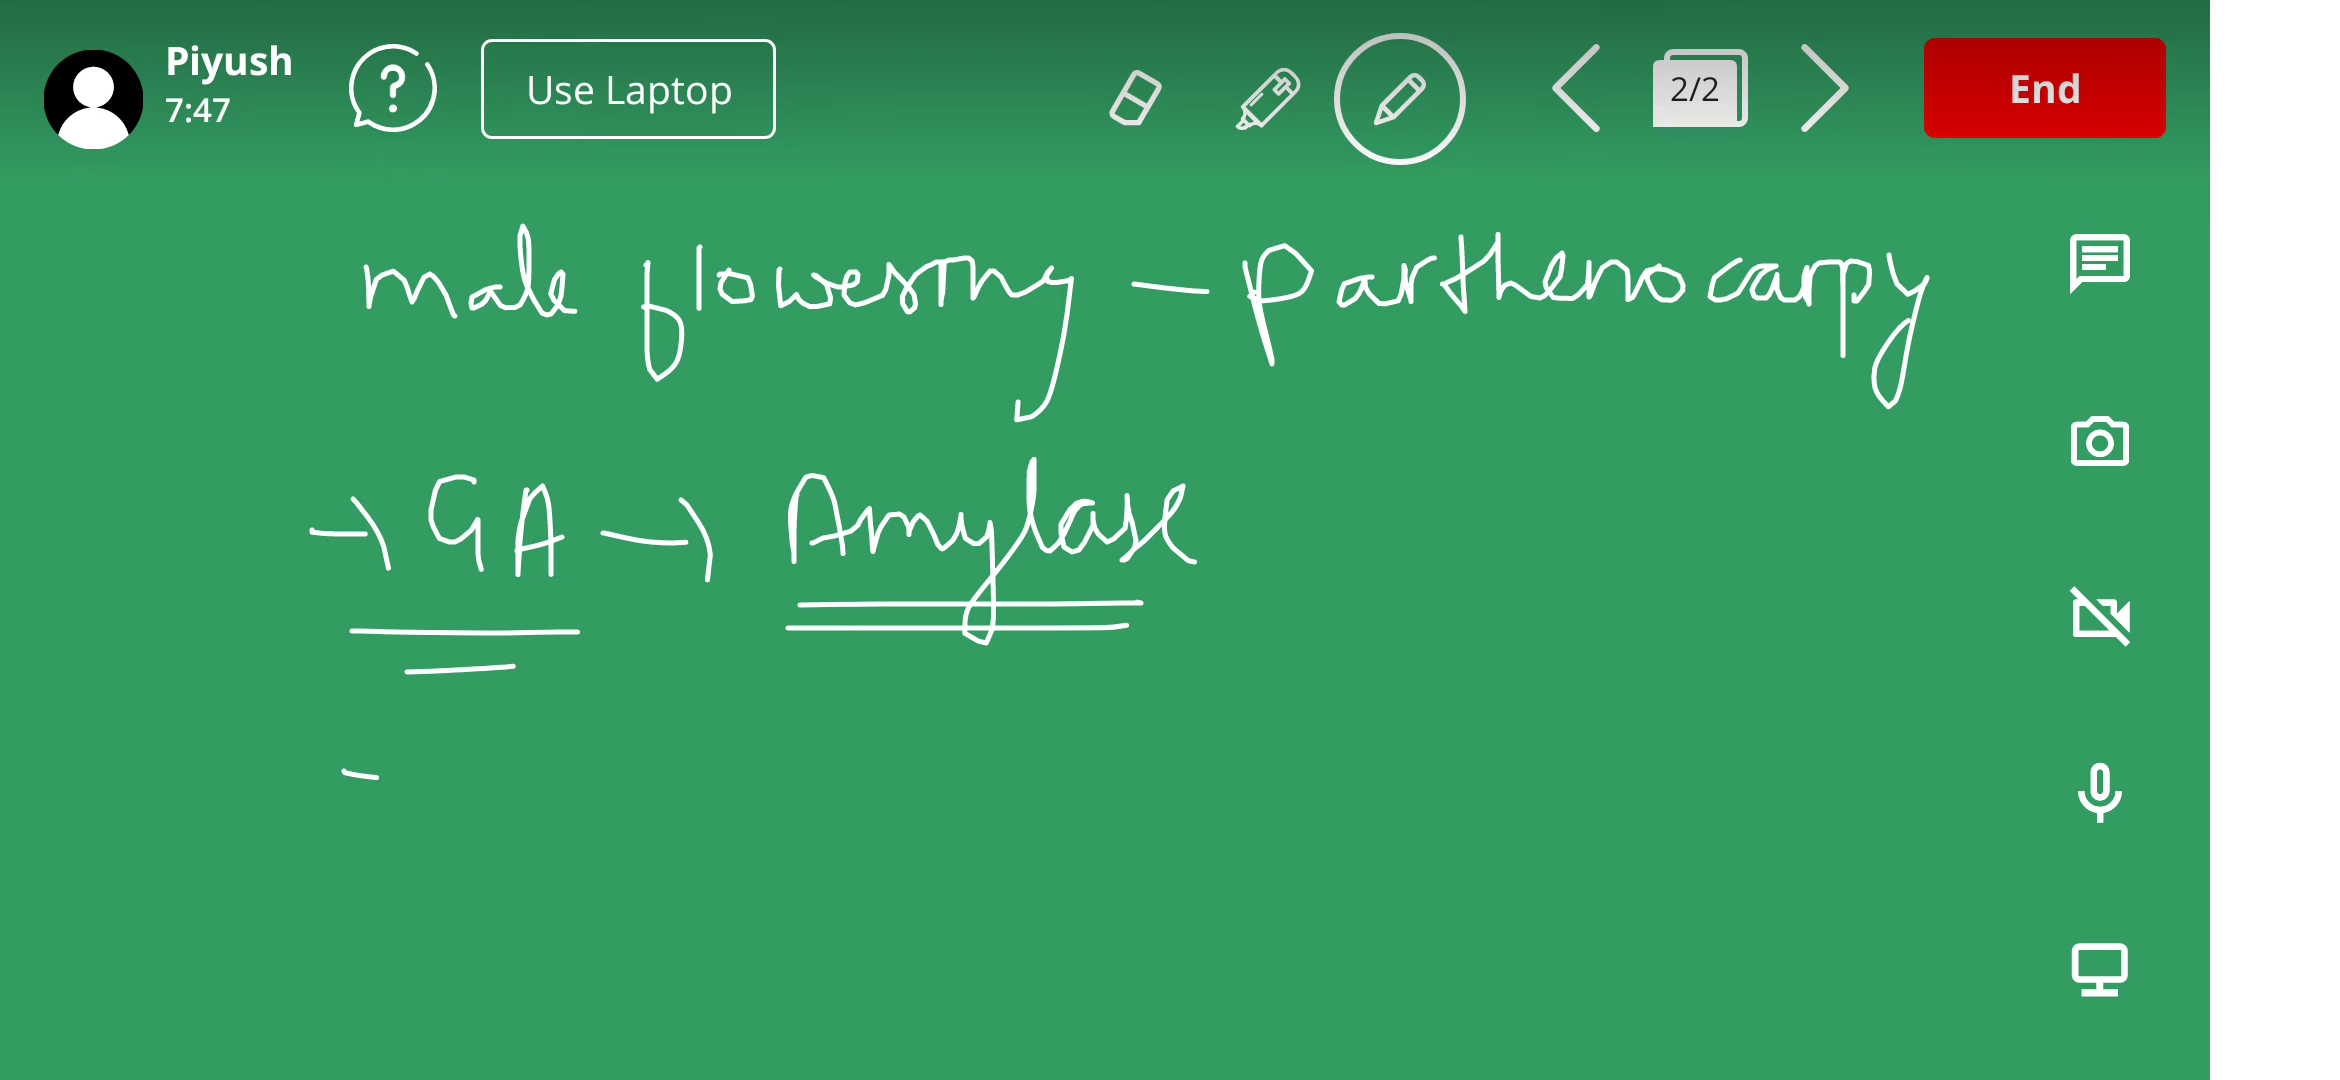 Piyush
7:47
Use Laptop
2/2
End
male flowering - Parthenocarpy
→ GA → Amylase
-